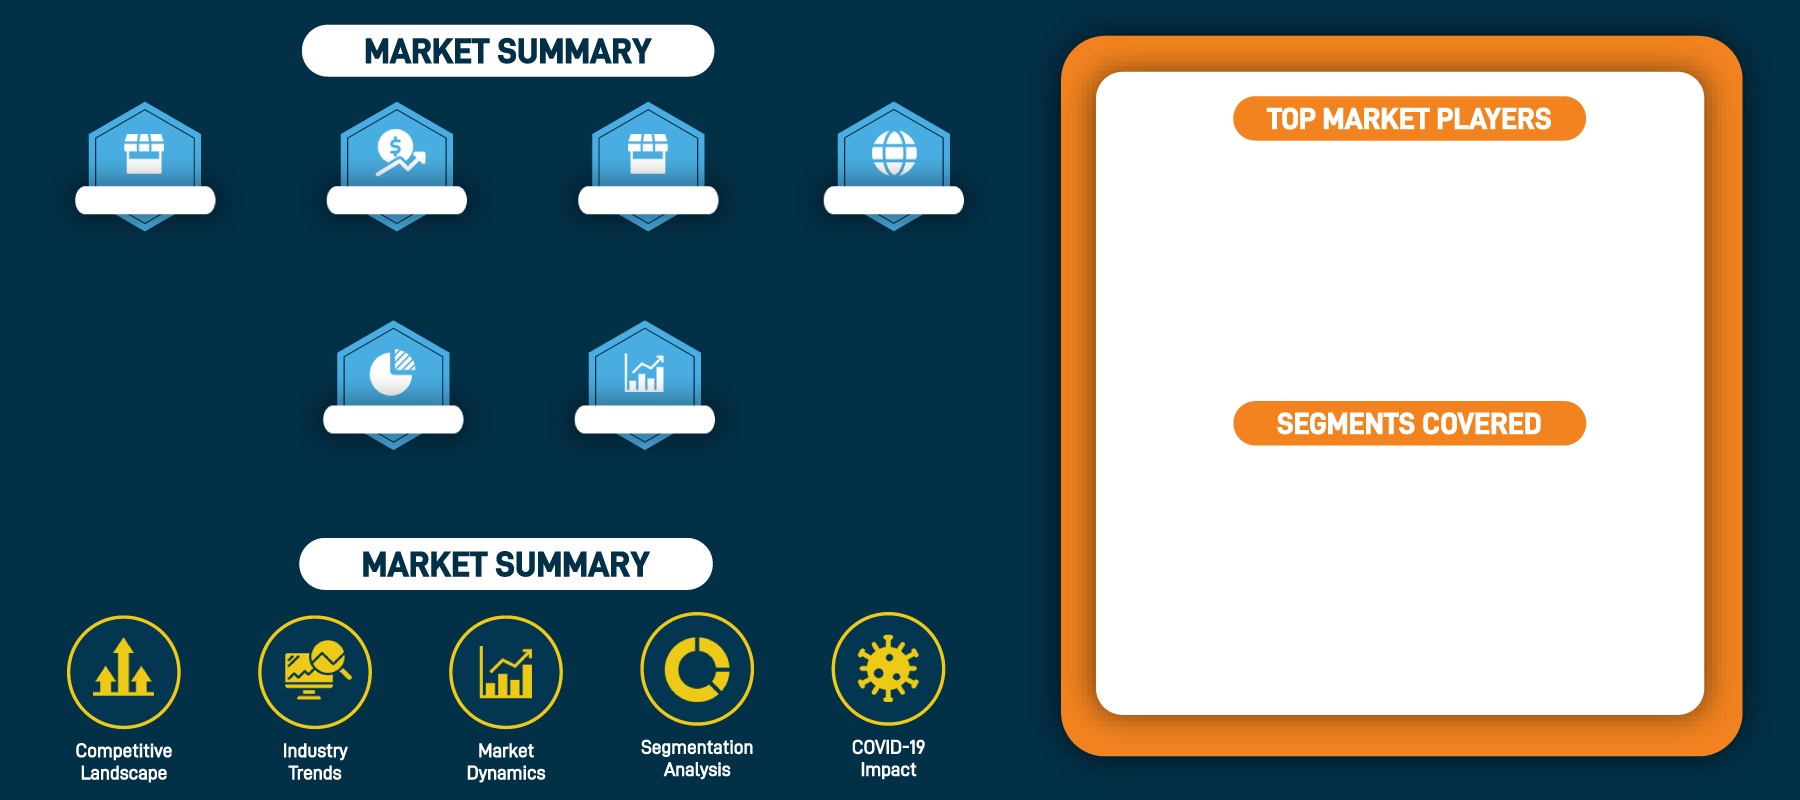 MARKET SUMMARY
TOP MARKET PLAYERS
SEGMENTS COVERED
MARKET SUMMARY
Competitive
Landscape
Industry
Trends
Market
Dynamics
Segmentation
Analysis
COVID-19
Impact